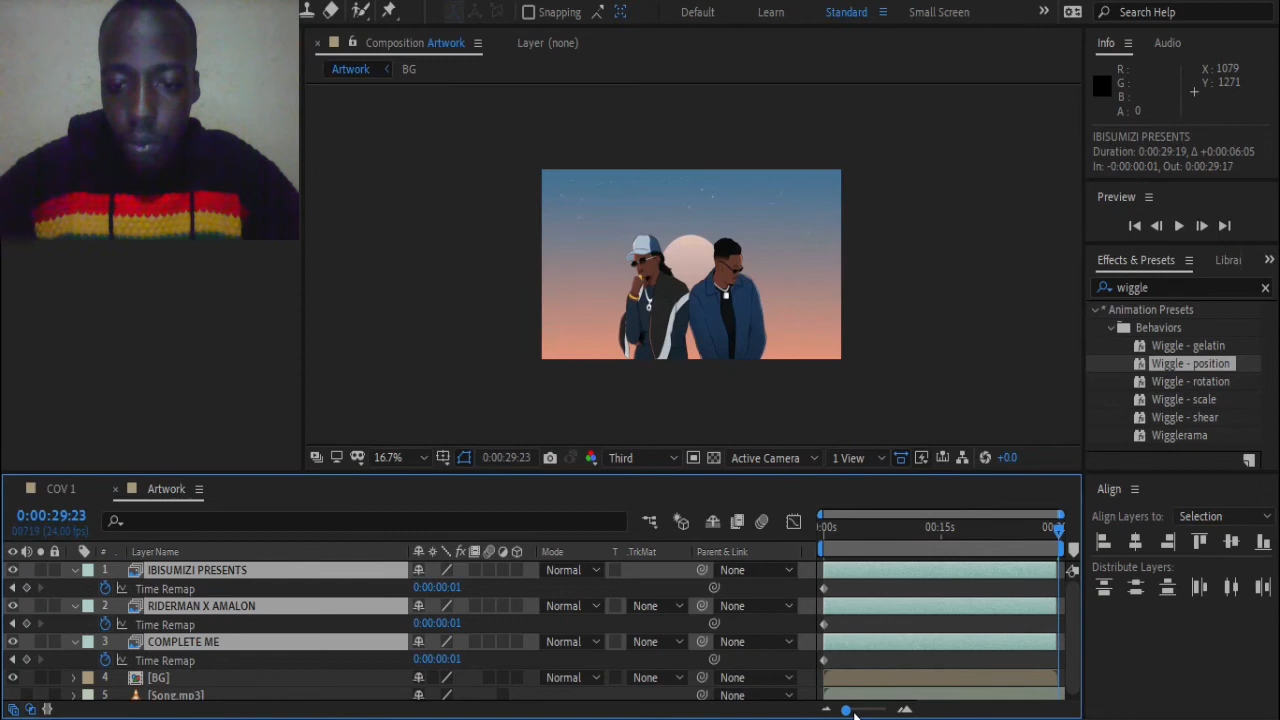 Snapping
Default
Learn
Standard
Small Screen
Search Help
Composition Artwork
Layer (none)
Info
Audio
Artwork
BG
R :
G :
B :
A : 0
X : 1079
Y : 1271
IBISUMIZI PRESENTS
Duration: 0:00:29:19, Δ +0:00:06:05
In: -0:00:00:01, Out: 0:00:29:17
Preview
Effects & Presets
Librai
wiggle
* Animation Presets
Behaviors
Wiggle - gelatin
Wiggle - position
Wiggle - rotation
Wiggle - scale
Wiggle - shear
Wigglerama
16.7%
0:00:29:23
Third
Active Camera
1 View
+0.0
COV 1
Artwork
Align
0:00:29:23
00719 (24.00 fps)
:00s
00:15s
Align Layers to:
Selection
Distribute Layers:
#
Layer Name
Mode
T
.TrkMat
Parent & Link
1
IBISUMIZI PRESENTS
Normal
None
Time Remap
0:00:00:01
2
RIDERMAN X AMALON
Normal
None
None
Time Remap
0:00:00:01
3
COMPLETE ME
Normal
None
None
Time Remap
0:00:00:01
4
[BG]
Normal
None
None
5
[Song.mp3]
None